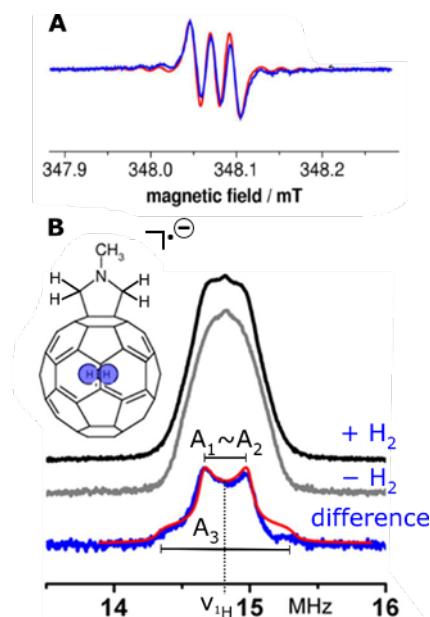 A
347.9 348.0 348.1 348.2
magnetic field / mT
B
CH₃
N
H H
H H
H H
+ H₂
A₁~A₂
− H₂
difference
A₃
14 15 MHz 16
ν₁H